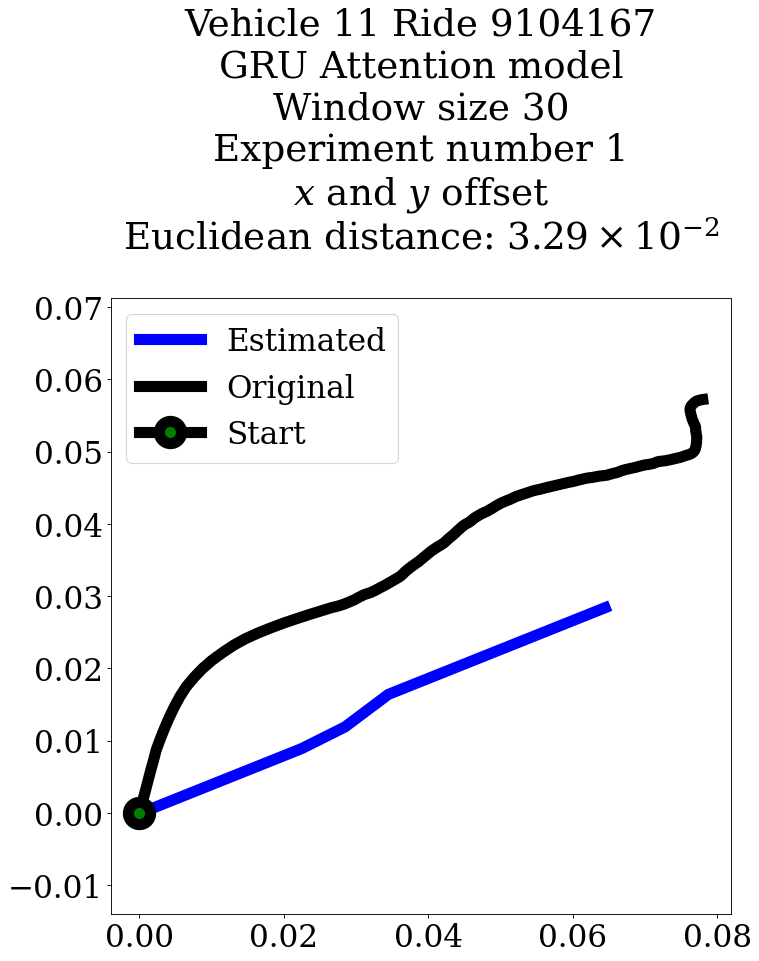 Vehicle 11 Ride 9104167
GRU Attention model
Window size 30
Experiment number 1
x and y offset
Euclidean distance: 3.29 × 10⁻²
Estimated
Original
Start
0.07
0.06
0.05
0.04
0.03
0.02
0.01
0.00
−0.01
0.00 0.02 0.04 0.06 0.08